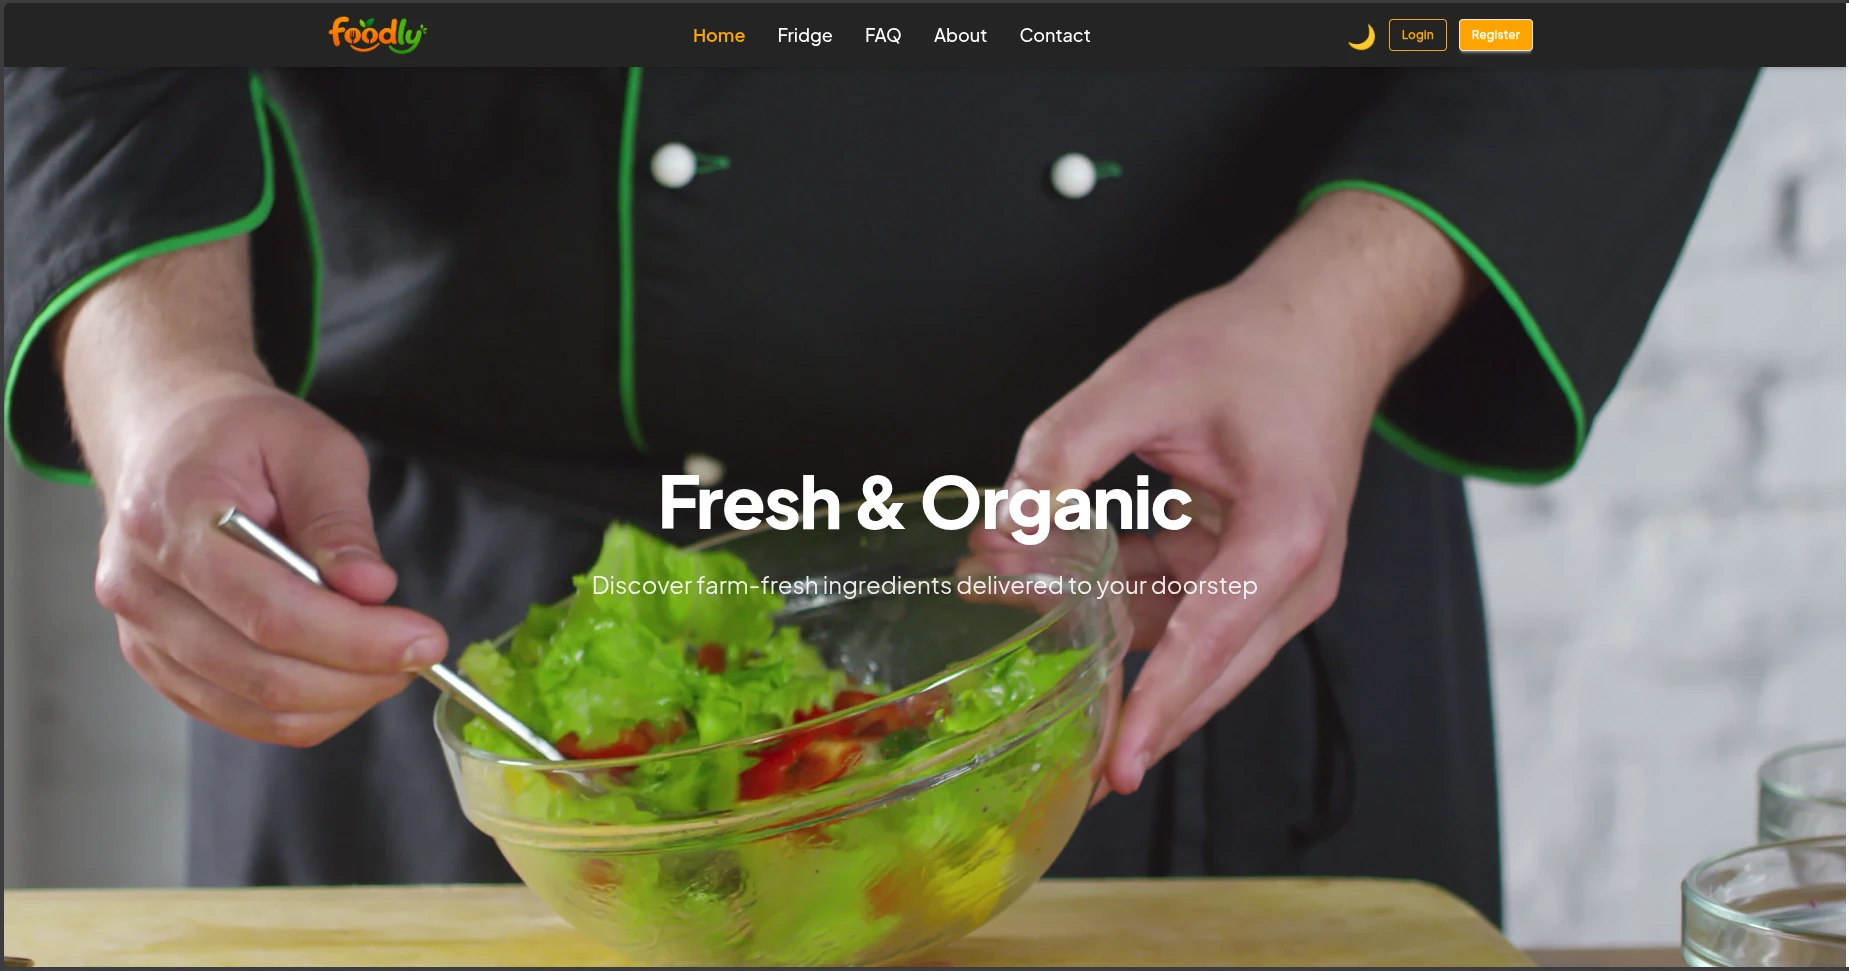 foodly
Home Fridge FAQ About Contact
Login Register
Fresh & Organic
Discover farm-fresh ingredients delivered to your doorstep